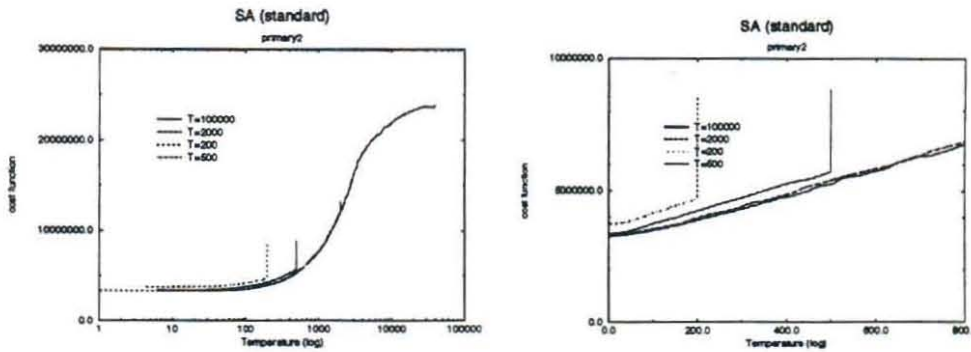 SA (standard)
primary2
30000000.0
20000000.0
10000000.0
0.0
cost function
T=100000
T=2000
T=200
T=500
1
10
100
1000
10000
100000
Temperature (log)
SA (standard)
primary2
10000000.0
5000000.0
0.0
cost function
T=100000
T=2000
T=200
T=500
0.0
200.0
400.0
600.0
800.0
Temperature (log)